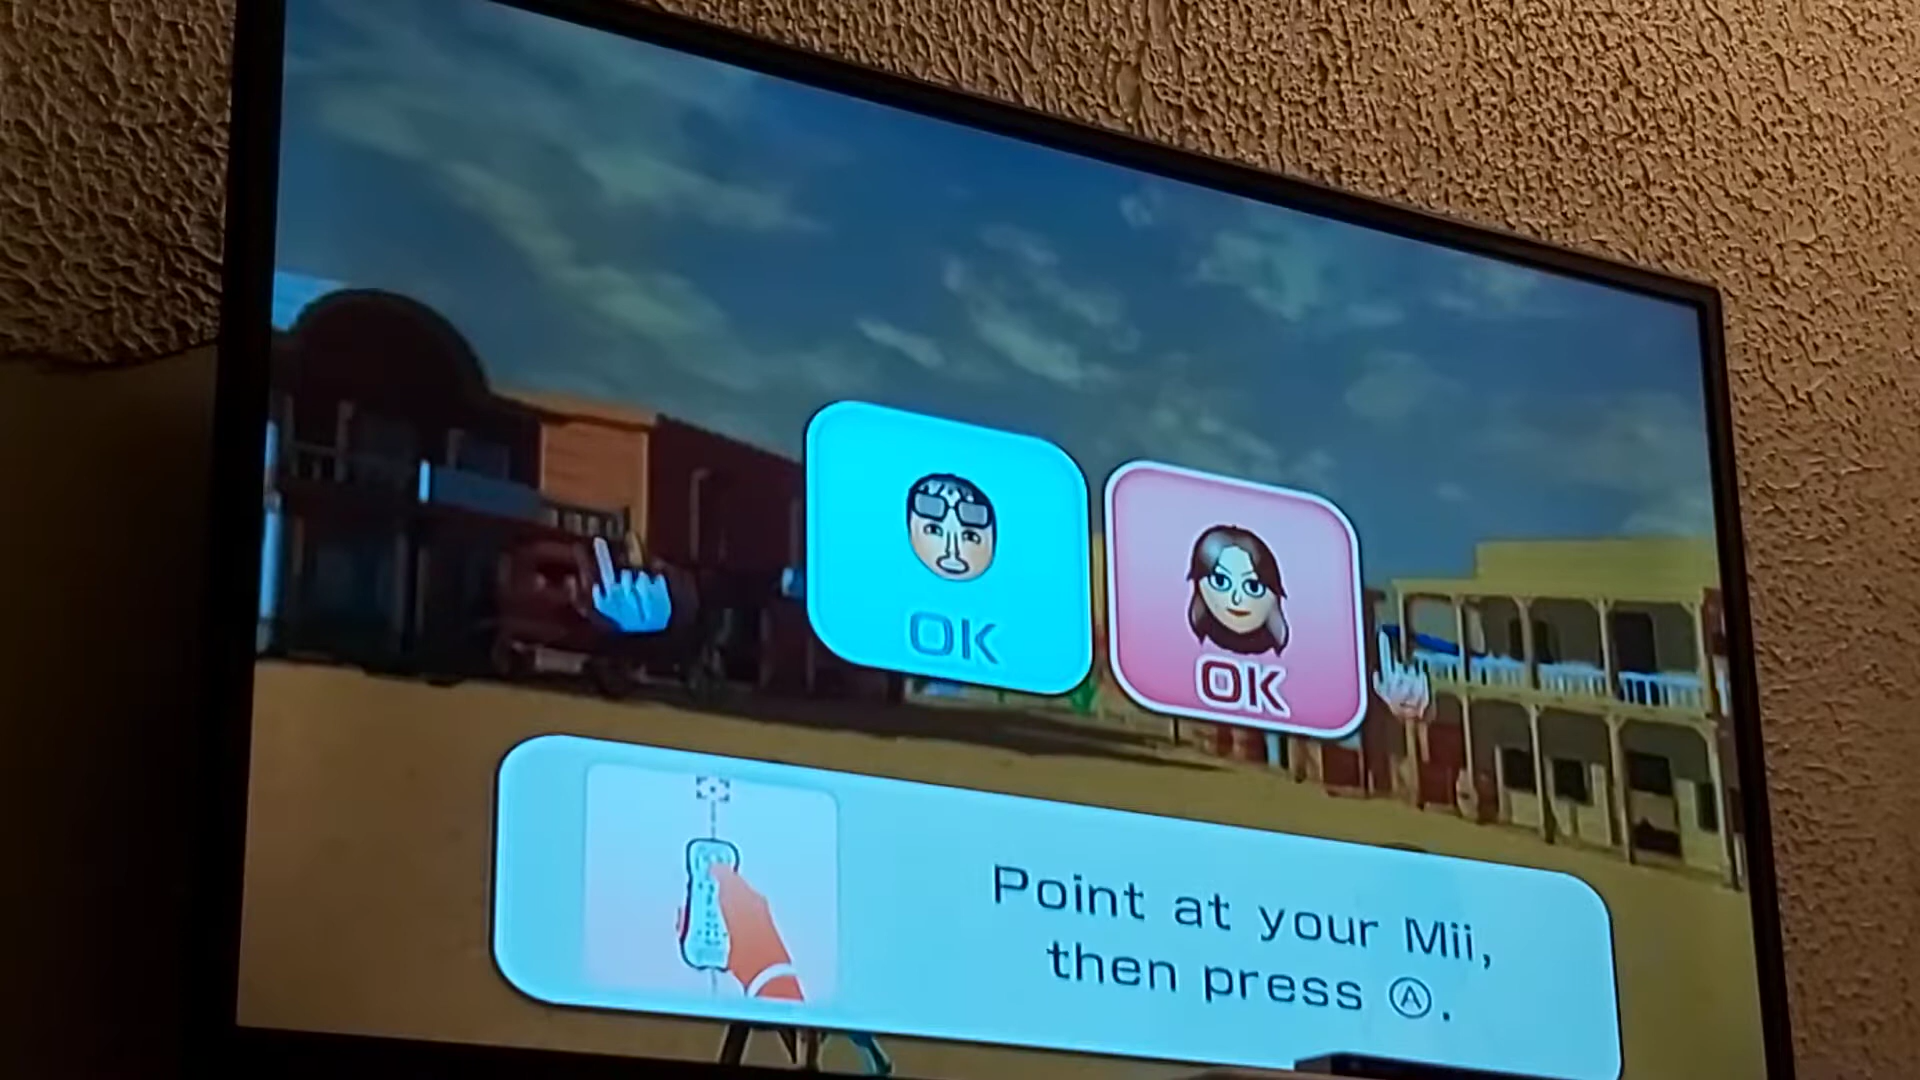 OK
OK
Point at your Mii,
then press Ⓐ.